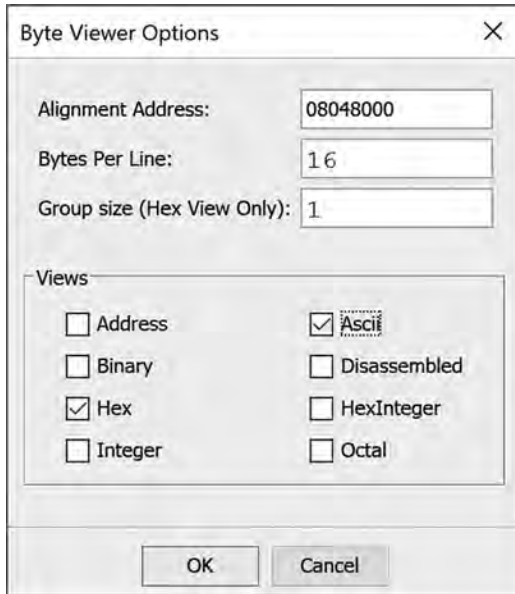 Byte Viewer Options
Alignment Address: 08048000
Bytes Per Line: 16
Group size (Hex View Only): 1
Views
Address Ascii
Binary Disassembled
Hex HexInteger
Integer Octal
OK Cancel